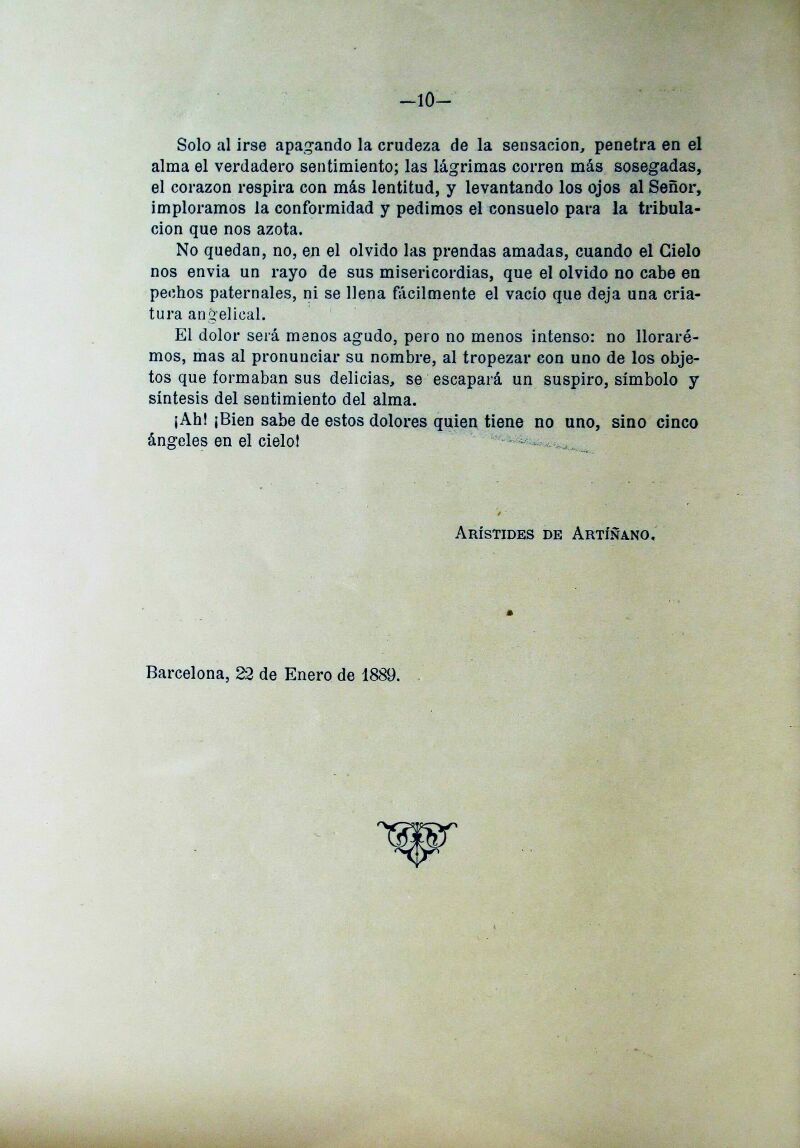 —10—
Solo al irse apagando la crudeza de la sensacion, penetra en el
alma el verdadero sentimiento; las lágrimas corren más sosegadas,
el corazon respira con más lentitud, y levantando los ojos al Señor,
imploramos la conformidad y pedimos el consuelo para la tribula-
cion que nos azota.
No quedan, no, en el olvido las prendas amadas, cuando el Cielo
nos envia un rayo de sus misericordias, que el olvido no cabe en
pechos paternales, ni se llena fácilmente el vacío que deja una cria-
tura angelical.
El dolor será menos agudo, pero no menos intenso: no lloraré-
mos, mas al pronunciar su nombre, al tropezar con uno de los obje-
tos que formaban sus delicias, se escapará un suspiro, símbolo y
síntesis del sentimiento del alma.
¡Ah! ¡Bien sabe de estos dolores quien tiene no uno, sino cinco
ángeles en el cielo!
Arístides de Artíñano.
Barcelona, 22 de Enero de 1889.